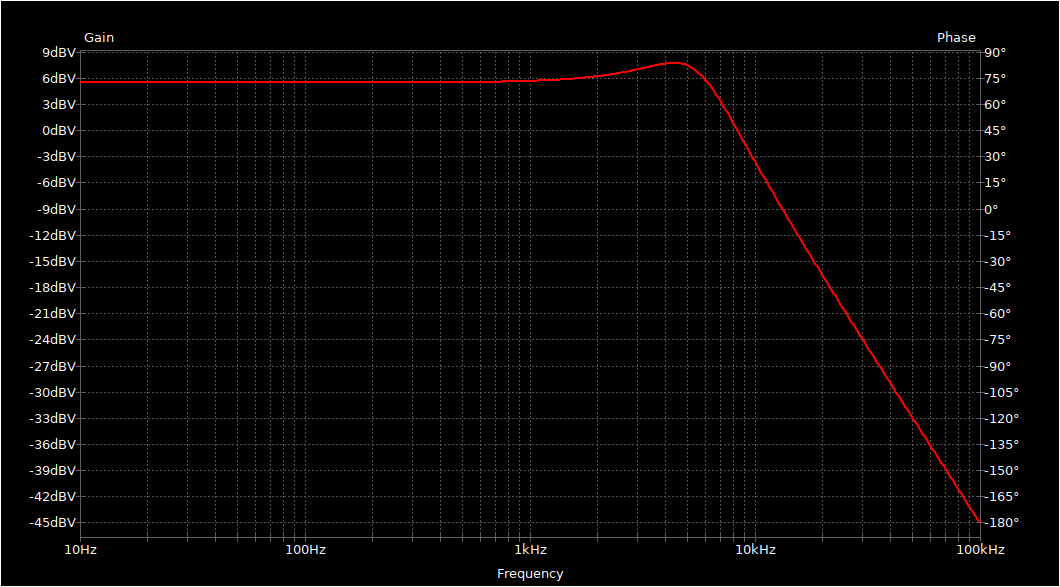 Gain Phase
9dBV 90°
6dBV 75°
3dBV 60°
0dBV 45°
-3dBV 30°
-6dBV 15°
-9dBV 0°
-12dBV -15°
-15dBV -30°
-18dBV -45°
-21dBV -60°
-24dBV -75°
-27dBV -90°
-30dBV -105°
-33dBV -120°
-36dBV -135°
-39dBV -150°
-42dBV -165°
-45dBV -180°
10Hz 100Hz 1kHz 10kHz 100kHz
Frequency